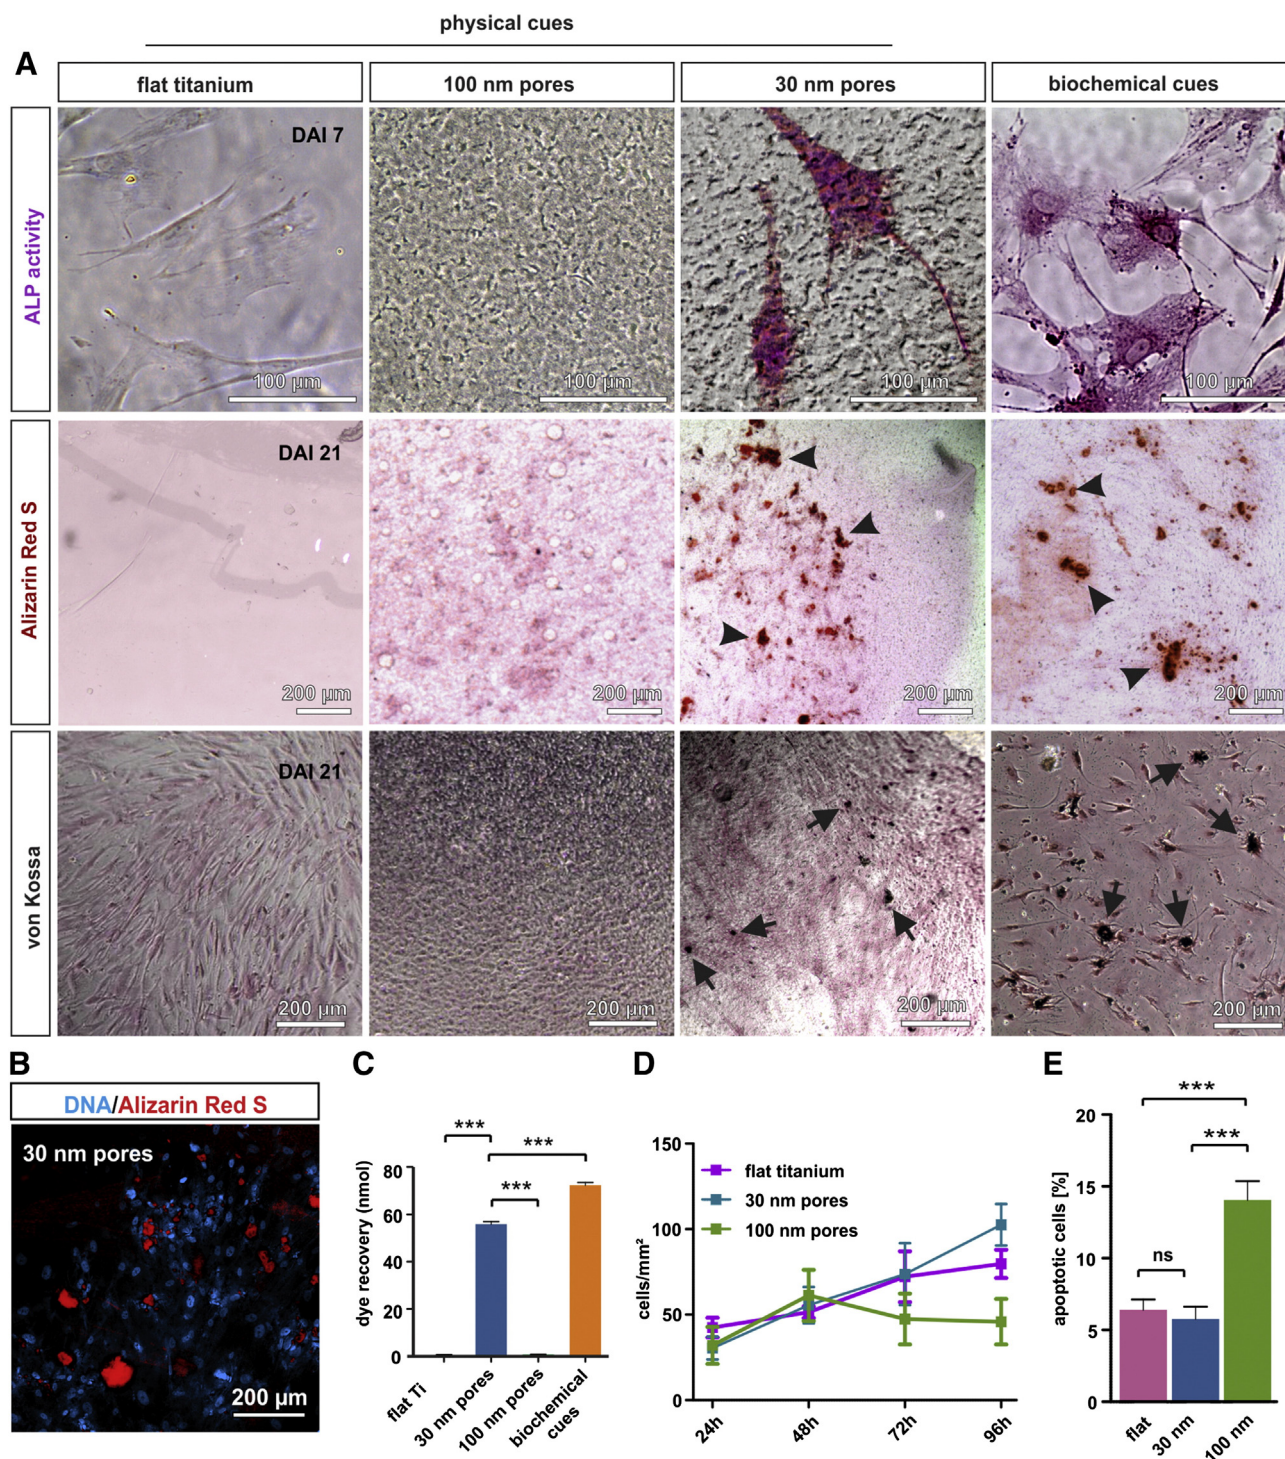 physical cues
A
flat titanium
100 nm pores
30 nm pores
biochemical cues
ALP activity
DAI 7
100 µm
100 µm
100 µm
100 µm
Alizarin Red S
DAI 21
200 µm
200 µm
200 µm
200 µm
von Kossa
DAI 21
200 µm
200 µm
200 µm
200 µm
B
DNA/Alizarin Red S
30 nm pores
200 µm
C
***
***
***
dye recovery (nmol)
80
60
40
20
0
flat Ti
30 nm pores
100 nm pores
biochemical
cues
D
cells/mm²
150
100
50
0
flat titanium
30 nm pores
100 nm pores
24h
48h
72h
96h
E
***
***
ns
apoptotic cells [%]
20
15
10
5
0
flat
30 nm
100 nm